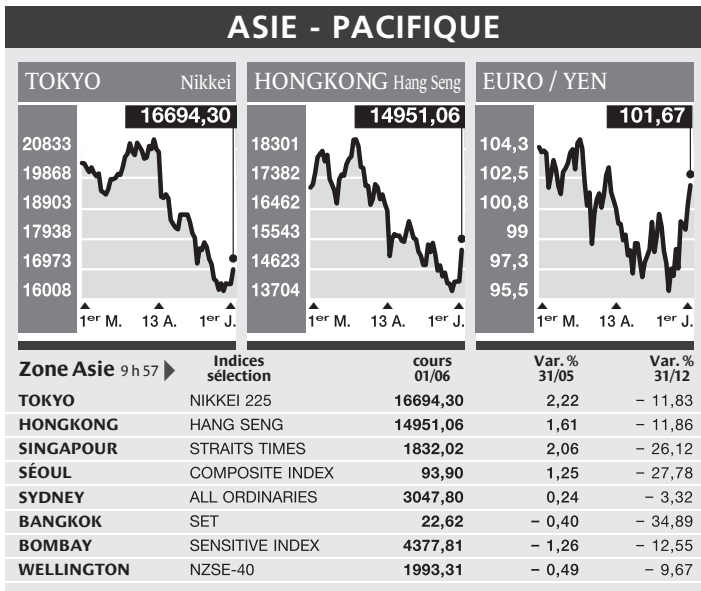 ASIE - PACIFIQUE
TOKYO Nikkei
16694,30
20833
19868
18903
17938
16973
16008
1er M. 13 A. 1er J.
HONGKONG Hang Seng
14951,06
18301
17382
16462
15543
14623
13704
1er M. 13 A. 1er J.
EURO / YEN
101,67
104,3
102,5
100,8
99
97,3
95,5
1er M. 13 A. 1er J.
Zone Asie 9 h 57 Indices sélection cours 01/06 Var. % 31/05 Var. % 31/12
TOKYO NIKKEI 225 16694,30 2,22 – 11,83
HONGKONG HANG SENG 14951,06 1,61 – 11,86
SINGAPOUR STRAITS TIMES 1832,02 2,06 – 26,12
SÉOUL COMPOSITE INDEX 93,90 1,25 – 27,78
SYDNEY ALL ORDINARIES 3047,80 0,24 – 3,32
BANGKOK SET 22,62 – 0,40 – 34,89
BOMBAY SENSITIVE INDEX 4377,81 – 1,26 – 12,55
WELLINGTON NZSE-40 1993,31 – 0,49 – 9,67